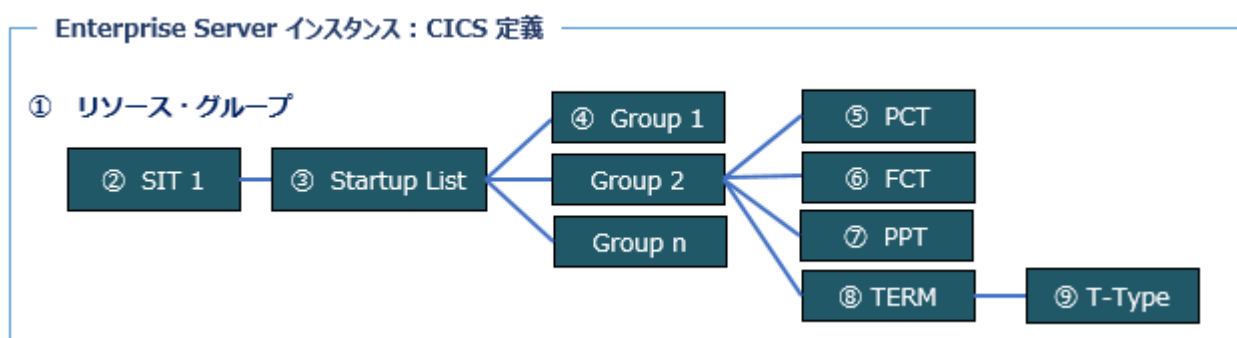 Enterprise Server インスタンス：CICS 定義
① リソース・グループ
② SIT 1
③ Startup List
④ Group 1
Group 2
Group n
⑤ PCT
⑥ FCT
⑦ PPT
⑧ TERM
⑨ T-Type